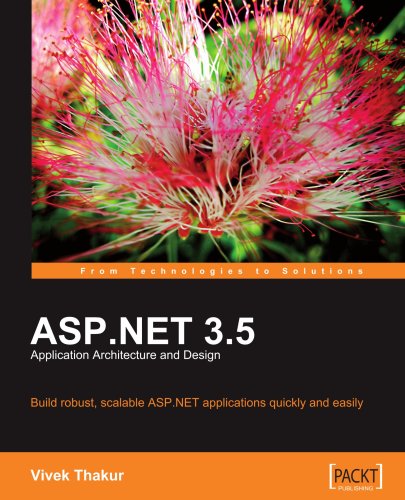 From Technologies to Solutions
ASP.NET 3.5
Application Architecture and Design
Build robust, scalable ASP.NET applications quickly and easily
Vivek Thakur
[PACKT]
PUBLISHING